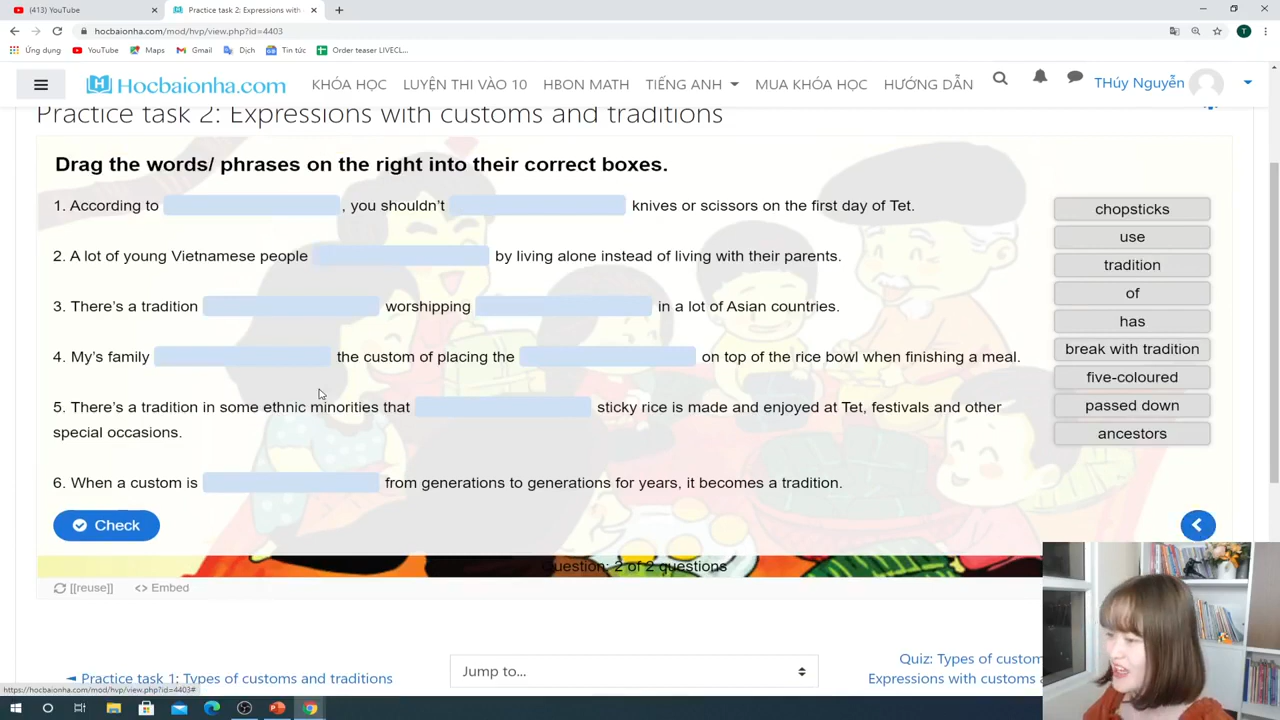 (413) YouTube
Practice task 2: Expressions with
hocbaionha.com/mod/hvp/view.php?id=4403
T
Ứng dụng YouTube Maps Gmail Dịch Tin tức Order teaser LIVECL...
Hocbaionha.com KHÓA HỌC LUYỆN THI VÀO 10 HBON MATH TIẾNG ANH MUA KHÓA HỌC HƯỚNG DẪN THúy Nguyễn
Practice task 2: Expressions with customs and traditions
Drag the words/ phrases on the right into their correct boxes.
1. According to , you shouldn't knives or scissors on the first day of Tet.
2. A lot of young Vietnamese people by living alone instead of living with their parents.
3. There's a tradition worshipping in a lot of Asian countries.
4. My's family the custom of placing the on top of the rice bowl when finishing a meal.
5. There's a tradition in some ethnic minorities that sticky rice is made and enjoyed at Tet, festivals and other
special occasions.
6. When a custom is from generations to generations for years, it becomes a tradition.
chopsticks
use
tradition
of
has
break with tradition
five-coloured
passed down
ancestors
Check
Question: 2 of 2 questions
[[reuse]] <> Embed
◄ Practice task 1: Types of customs and traditions
Jump to...
Quiz: Types of custom
Expressions with customs a
https://hocbaionha.com/mod/hvp/view.php?id=4403#